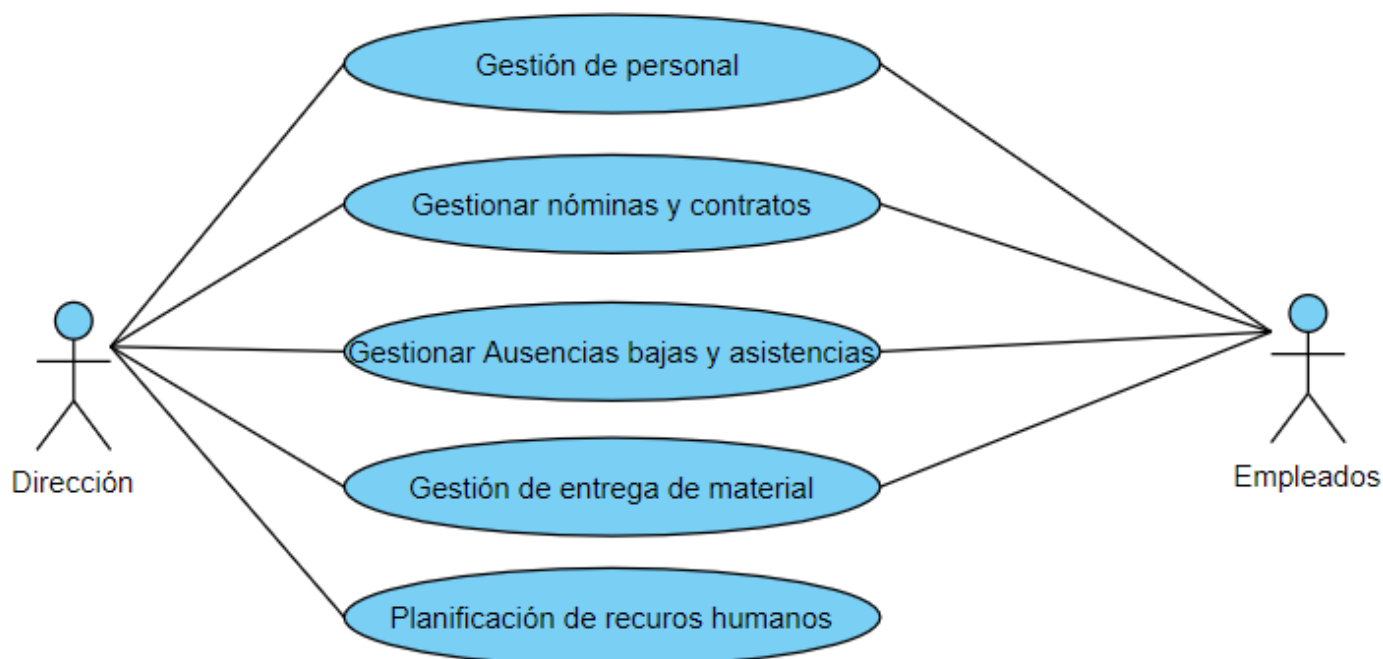 Gestión de personal
Gestionar nóminas y contratos
Gestionar Ausencias bajas y asistencias
Dirección
Gestión de entrega de material
Empleados
Planificación de recuros humanos